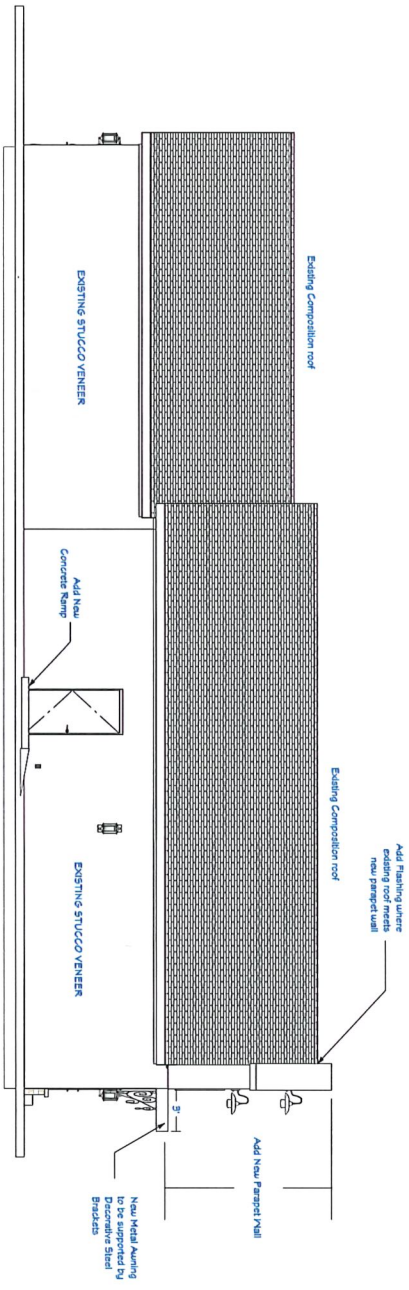 Add Flashing where
existing roof meets
new parapet wall
Existing Composition roof
Existing Composition roof
Add New Parapet Wall
3'
New Metal Awning
to be supported by
Decorative Steel
Brackets
EXISTING STUCCO VENEER
Add New
Concrete Ramp
EXISTING STUCCO VENEER